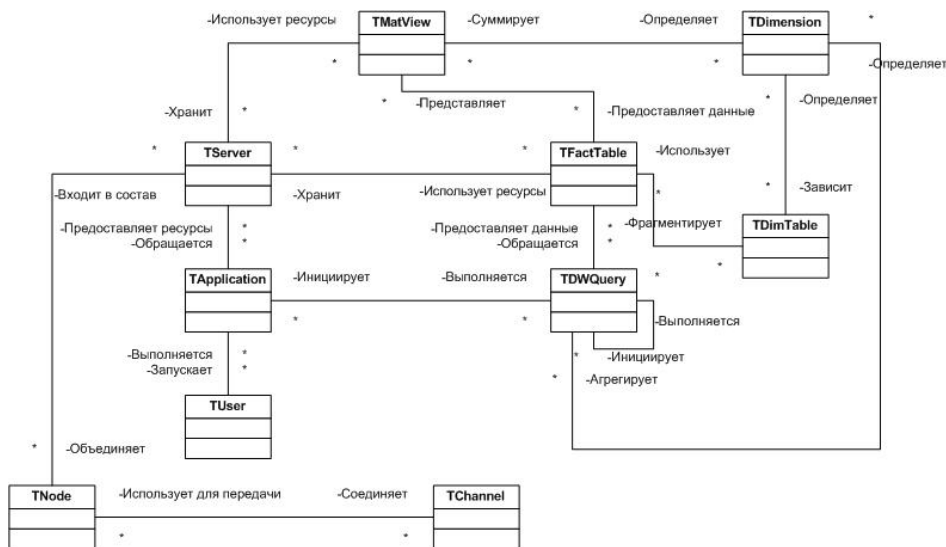 -Использует ресурсы
TMatView
-Суммирует
-Определяет
TDimension
*
*
*
*
-Определяет
-Хранит
*
*
-Представляет
-Предоставляет данные
*
-Определяет
*
TServer
*
*
TFactTable
-Использует
-Входит в состав
-Хранит
-Использует ресурсы
*
*
-Зависит
-Предоставляет ресурсы
*
-Обращается
*
-Предоставляет данные
*
-Обращается
*
-Фрагментирует
TDimTable
*
TApplication
-Инициирует
-Выполняется
TDWQuery
*
*
*
-Выполняется
-Выполняется
*
-Запускает
*
*
-Инициирует
*
-Агрегирует
TUser
*
-Объединяет
TNode
-Использует для передачи
-Соединяет
TChannel
*
*